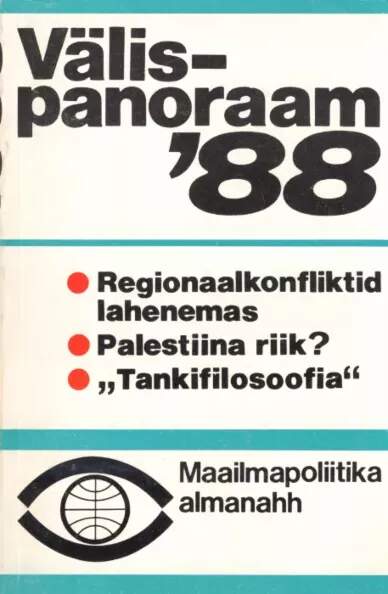 Välis-
panoraam
’88
Regionaalkonfliktid
lahenemas
Palestiina riik?
„Tankifilosoofia“
Maailmapoliitika
almanahh